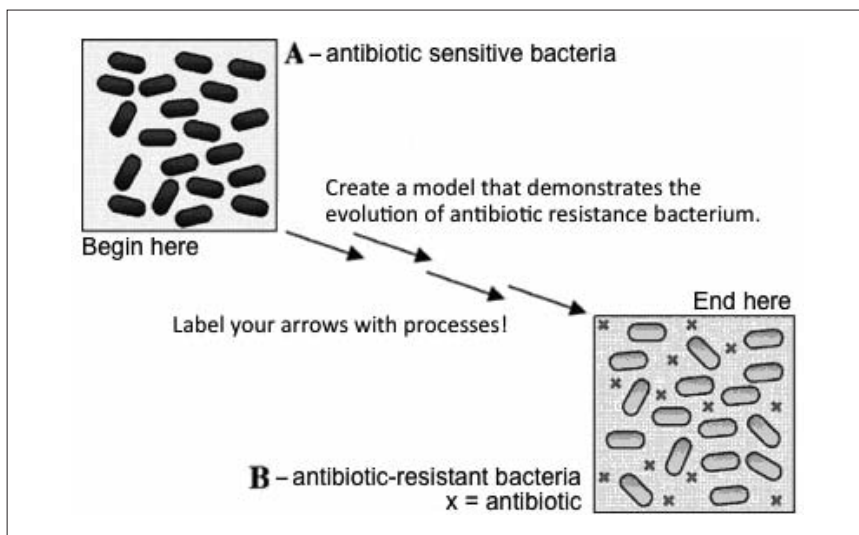 A – antibiotic sensitive bacteria
Create a model that demonstrates the
evolution of antibiotic resistance bacterium.
Begin here
End here
Label your arrows with processes!
B – antibiotic-resistant bacteria
x = antibiotic